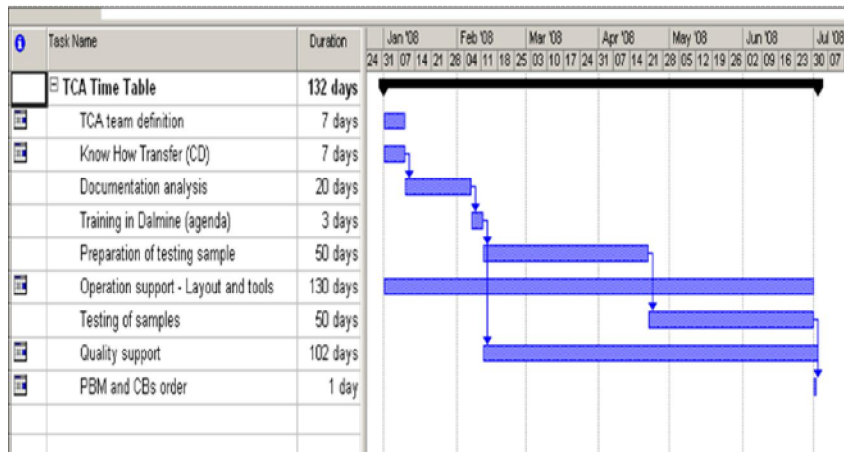 Task Name Duration Jan '08 Feb '08 Mar '08 Apr '08 May '08 Jun '08 Jul '08
24 31 07 14 21 28 04 11 18 25 03 10 17 24 31 07 14 21 28 05 12 19 26 02 09 16 23 30 07
TCA Time Table 132 days
TCA team definition 7 days
Know How Transfer (CD) 7 days
Documentation analysis 20 days
Training in Dalmine (agenda) 3 days
Preparation of testing sample 50 days
Operation support - Layout and tools 130 days
Testing of samples 50 days
Quality support 102 days
PBM and CBs order 1 day